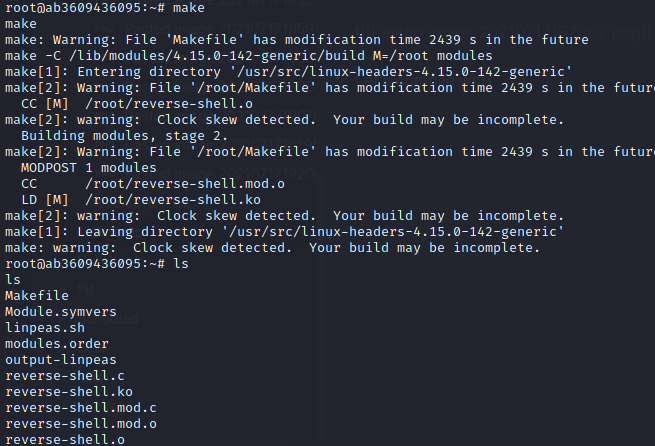 root@ab3609436095:~# make
make
make: Warning: File 'Makefile' has modification time 2439 s in the future
make -C /lib/modules/4.15.0-142-generic/build M=/root modules
make[1]: Entering directory '/usr/src/linux-headers-4.15.0-142-generic'
make[2]: Warning: File '/root/Makefile' has modification time 2439 s in the future
  CC [M]  /root/reverse-shell.o
make[2]: warning:  Clock skew detected.  Your build may be incomplete.
  Building modules, stage 2.
make[2]: Warning: File '/root/Makefile' has modification time 2439 s in the future
  MODPOST 1 modules
  CC      /root/reverse-shell.mod.o
  LD [M]  /root/reverse-shell.ko
make[2]: warning:  Clock skew detected.  Your build may be incomplete.
make[1]: Leaving directory '/usr/src/linux-headers-4.15.0-142-generic'
make: warning:  Clock skew detected.  Your build may be incomplete.
root@ab3609436095:~# ls
ls
Makefile
Module.symvers
linpeas.sh
modules.order
output-linpeas
reverse-shell.c
reverse-shell.ko
reverse-shell.mod.c
reverse-shell.mod.o
reverse-shell.o